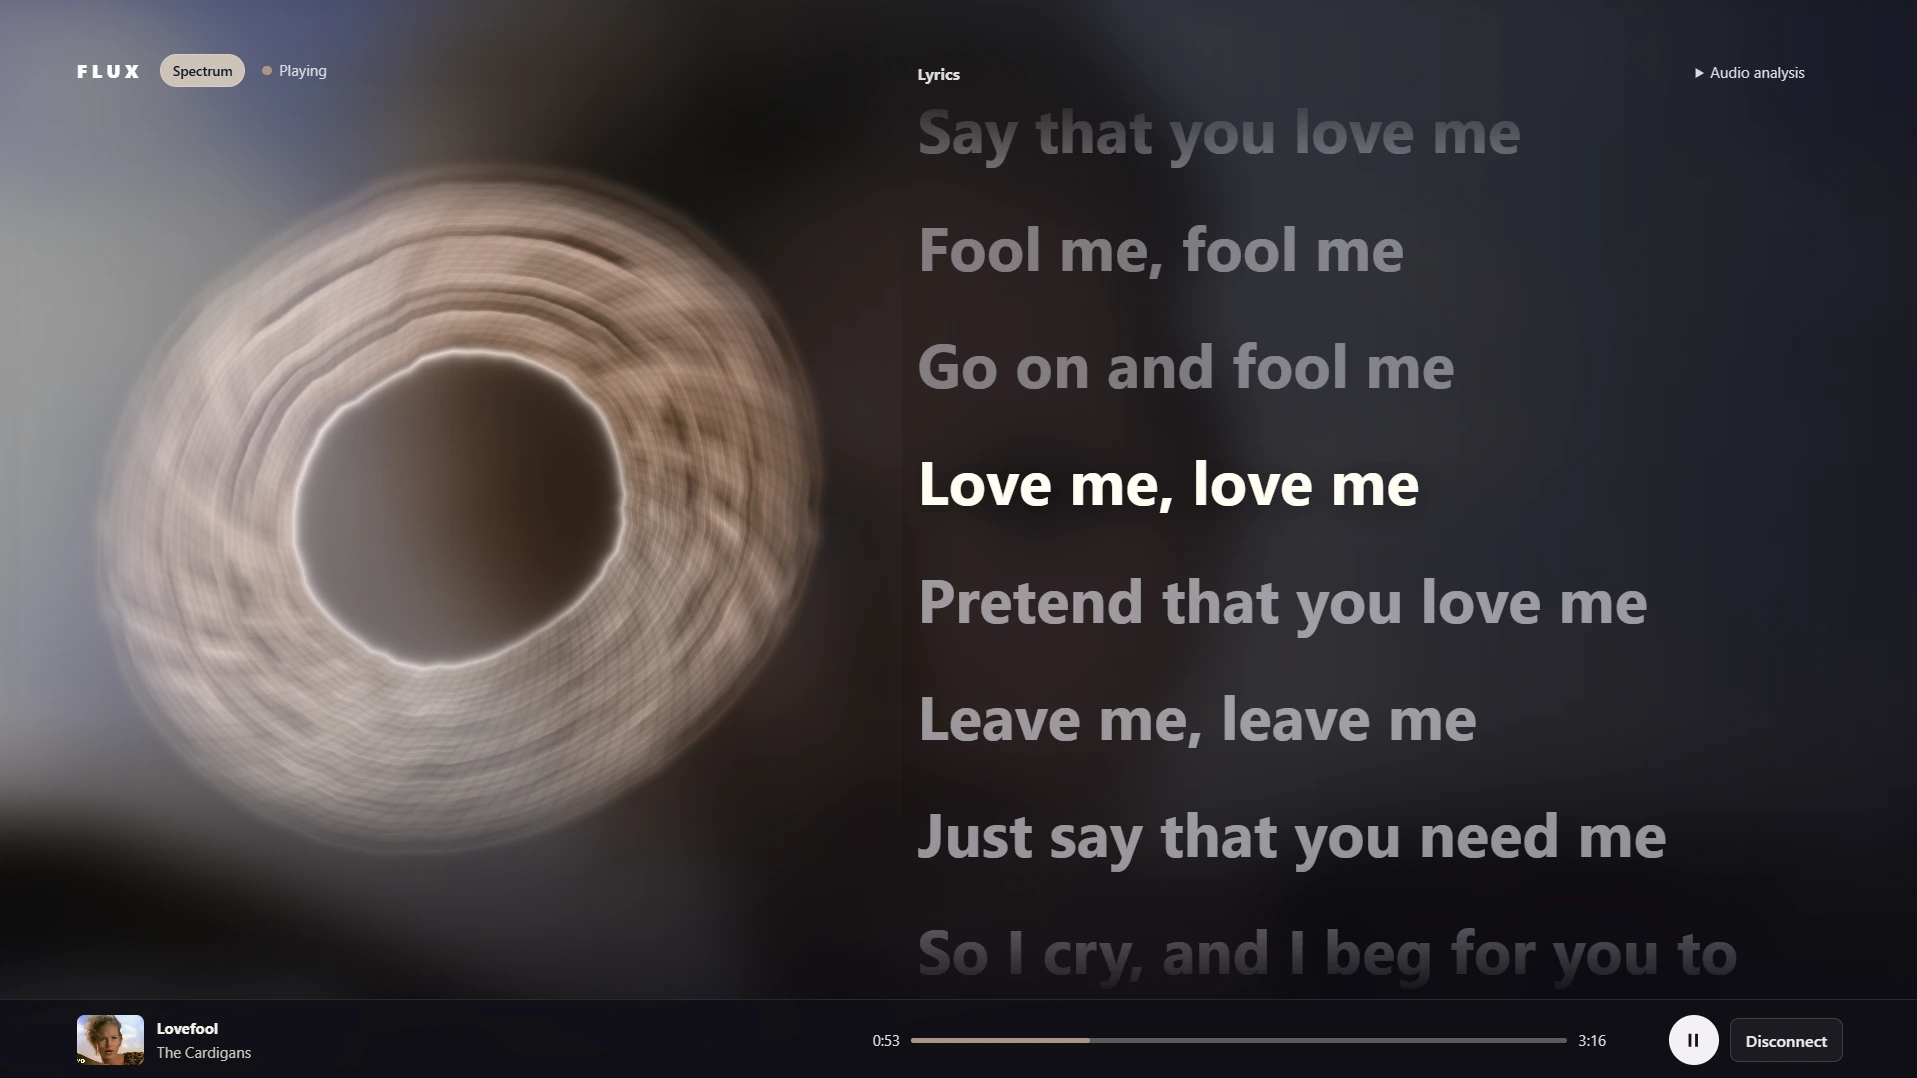 FLUX Spectrum Playing
Lyrics
Audio analysis
Say that you love me
Fool me, fool me
Go on and fool me
Love me, love me
Pretend that you love me
Leave me, leave me
Just say that you need me
So I cry, and I beg for you to
Lovefool
The Cardigans
0:53
3:16
Disconnect